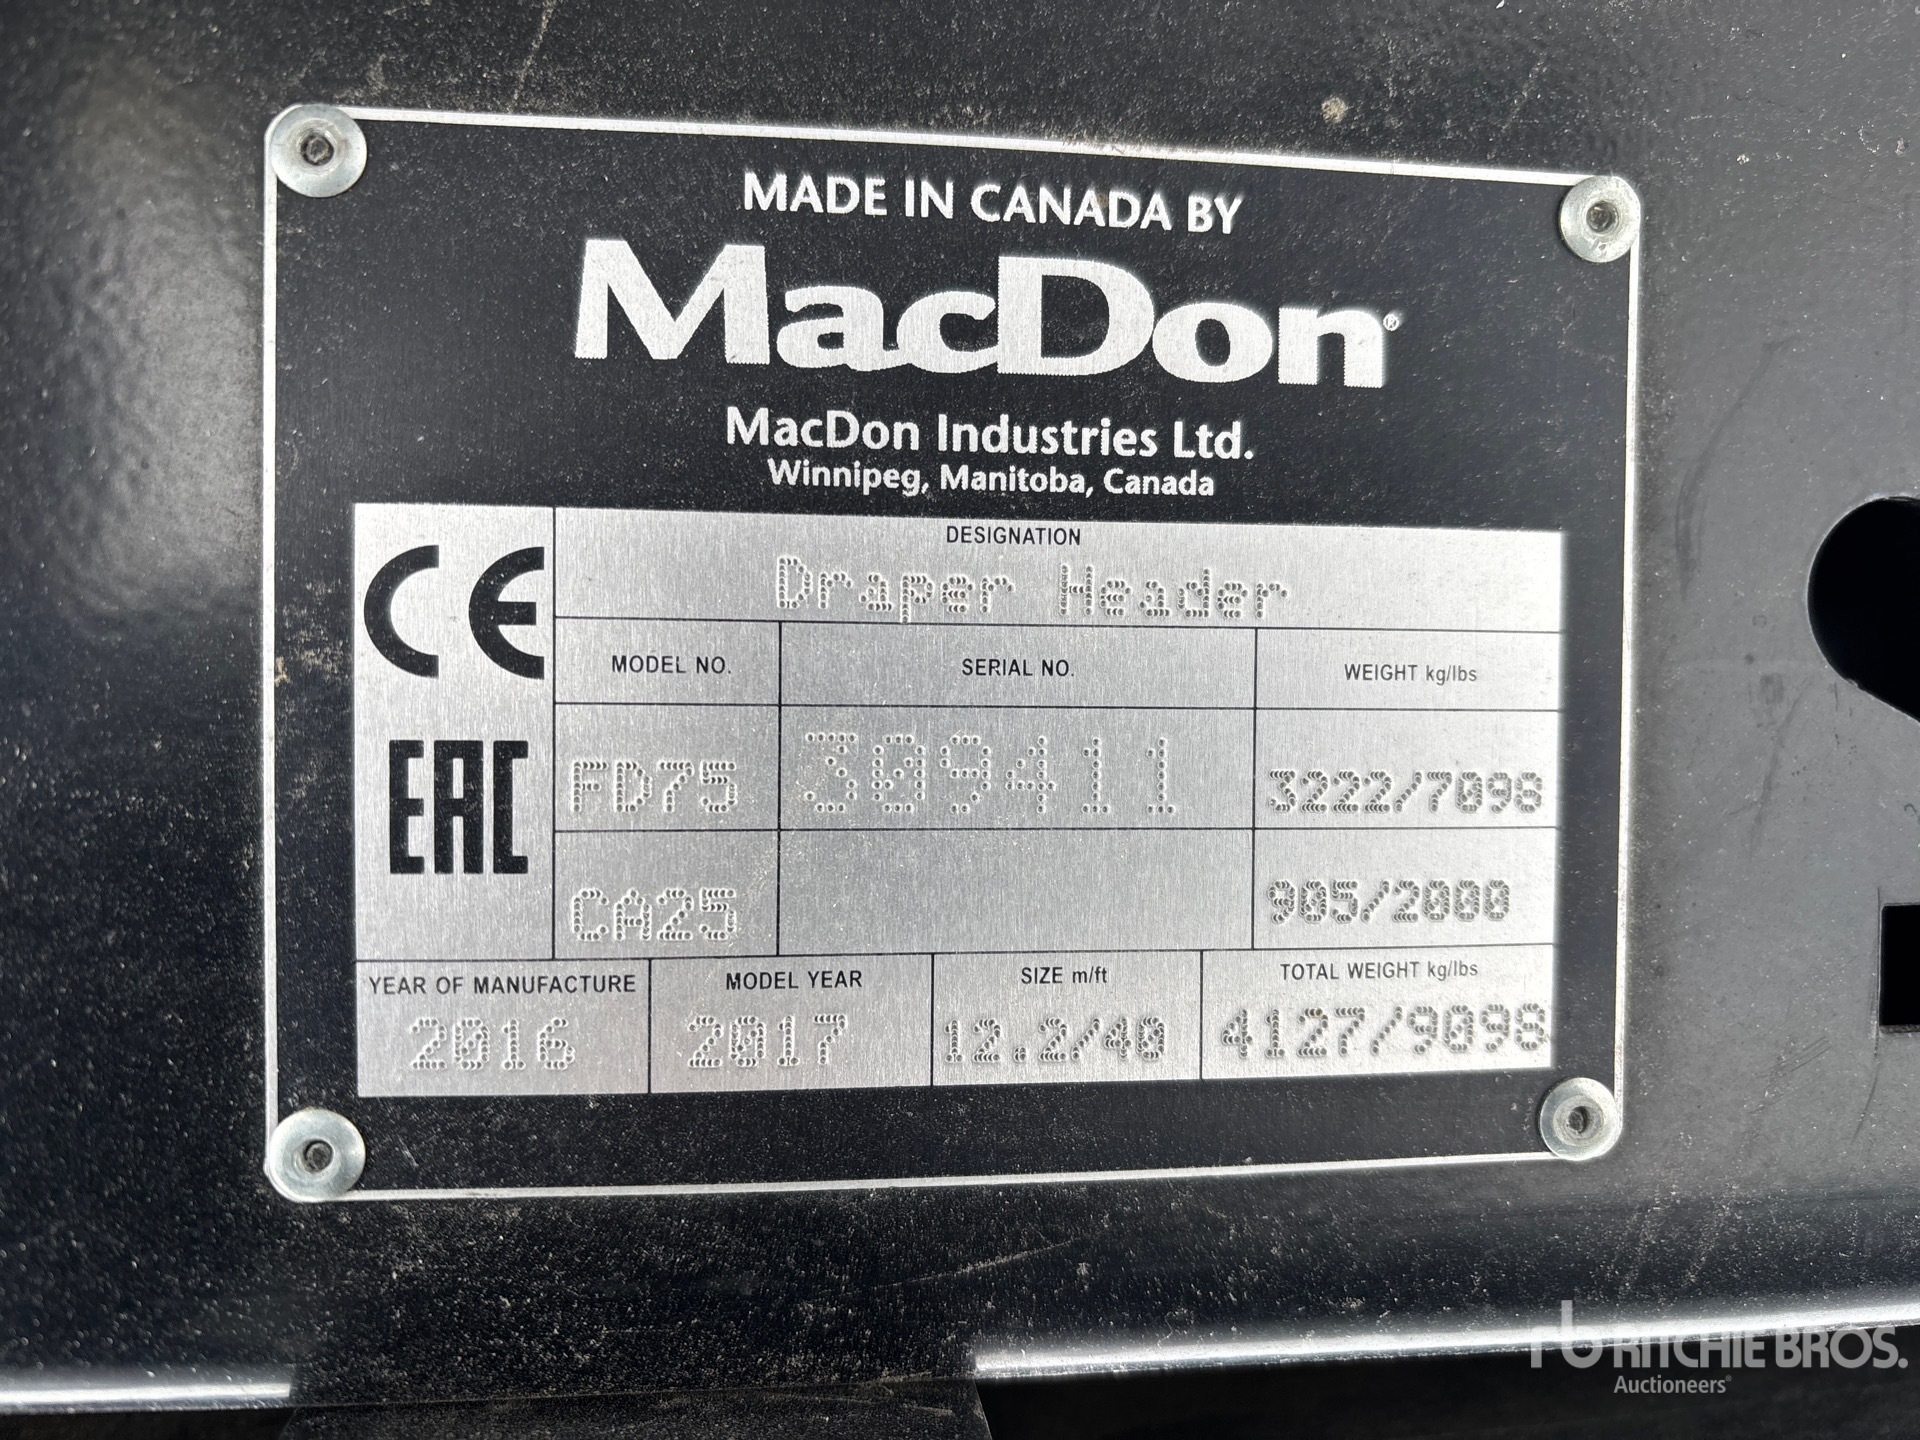 MADE IN CANADA BY
MacDon®
MacDon Industries Ltd.
Winnipeg, Manitoba, Canada
CE
EAC
DESIGNATION
Draper Header
MODEL NO. SERIAL NO. WEIGHT kg/lbs
FD75 309411 3222/7098
CA25 905/2000
YEAR OF MANUFACTURE MODEL YEAR SIZE m/ft TOTAL WEIGHT kg/lbs
2016 2017 12.2/40 4127/9098
rb RITCHIE BROS.
Auctioneers®